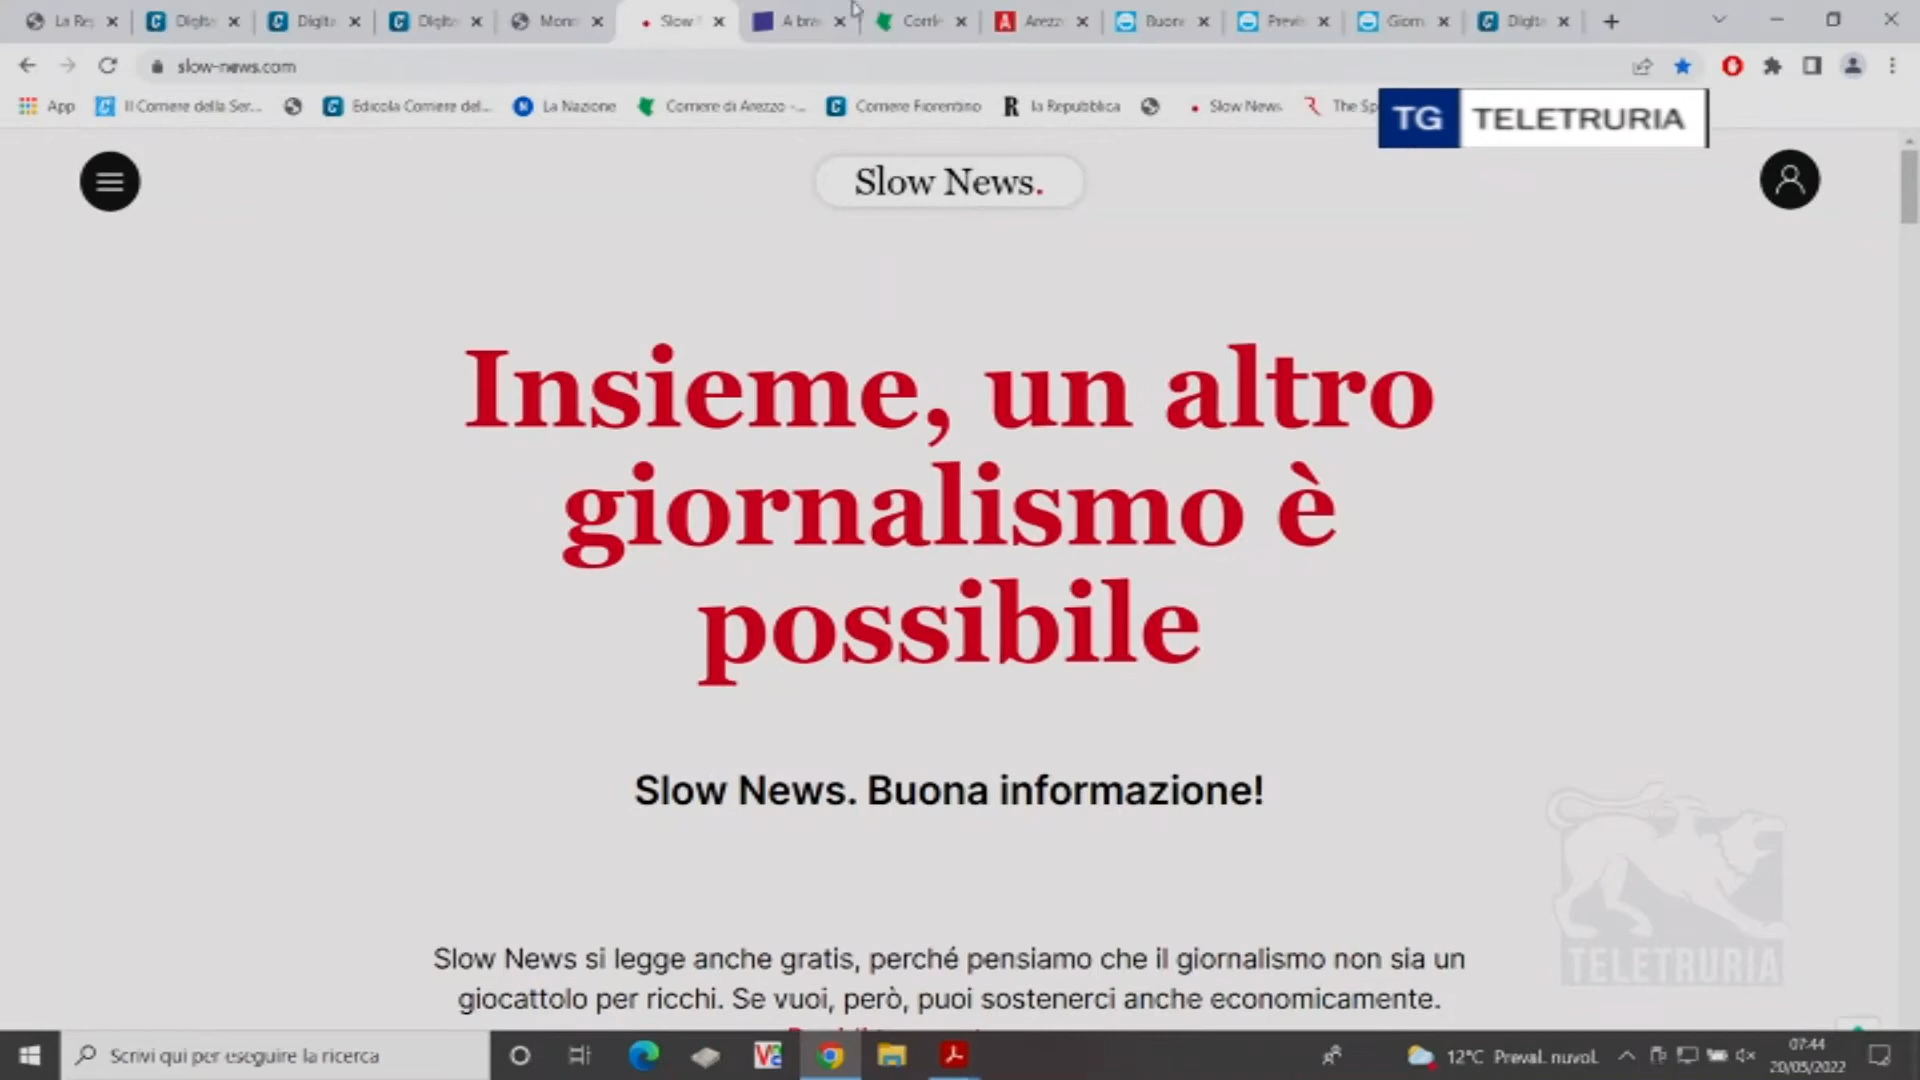 slow-news.com
App
Il Corriere della Ser...
Edicola Corriere del...
La Nazione
Corriere di Arezzo -...
Corriere Fiorentino
la Repubblica
Slow News
The Sp
TG TELETRURIA
Slow News.
Insieme, un altro
giornalismo è
possibile
Slow News. Buona informazione!
Slow News si legge anche gratis, perché pensiamo che il giornalismo non sia un
giocattolo per ricchi. Se vuoi, però, puoi sostenerci anche economicamente.
TELETRURIA
Scrivi qui per eseguire la ricerca
12°C Preval. nuvol.
07:44
20/05/2022